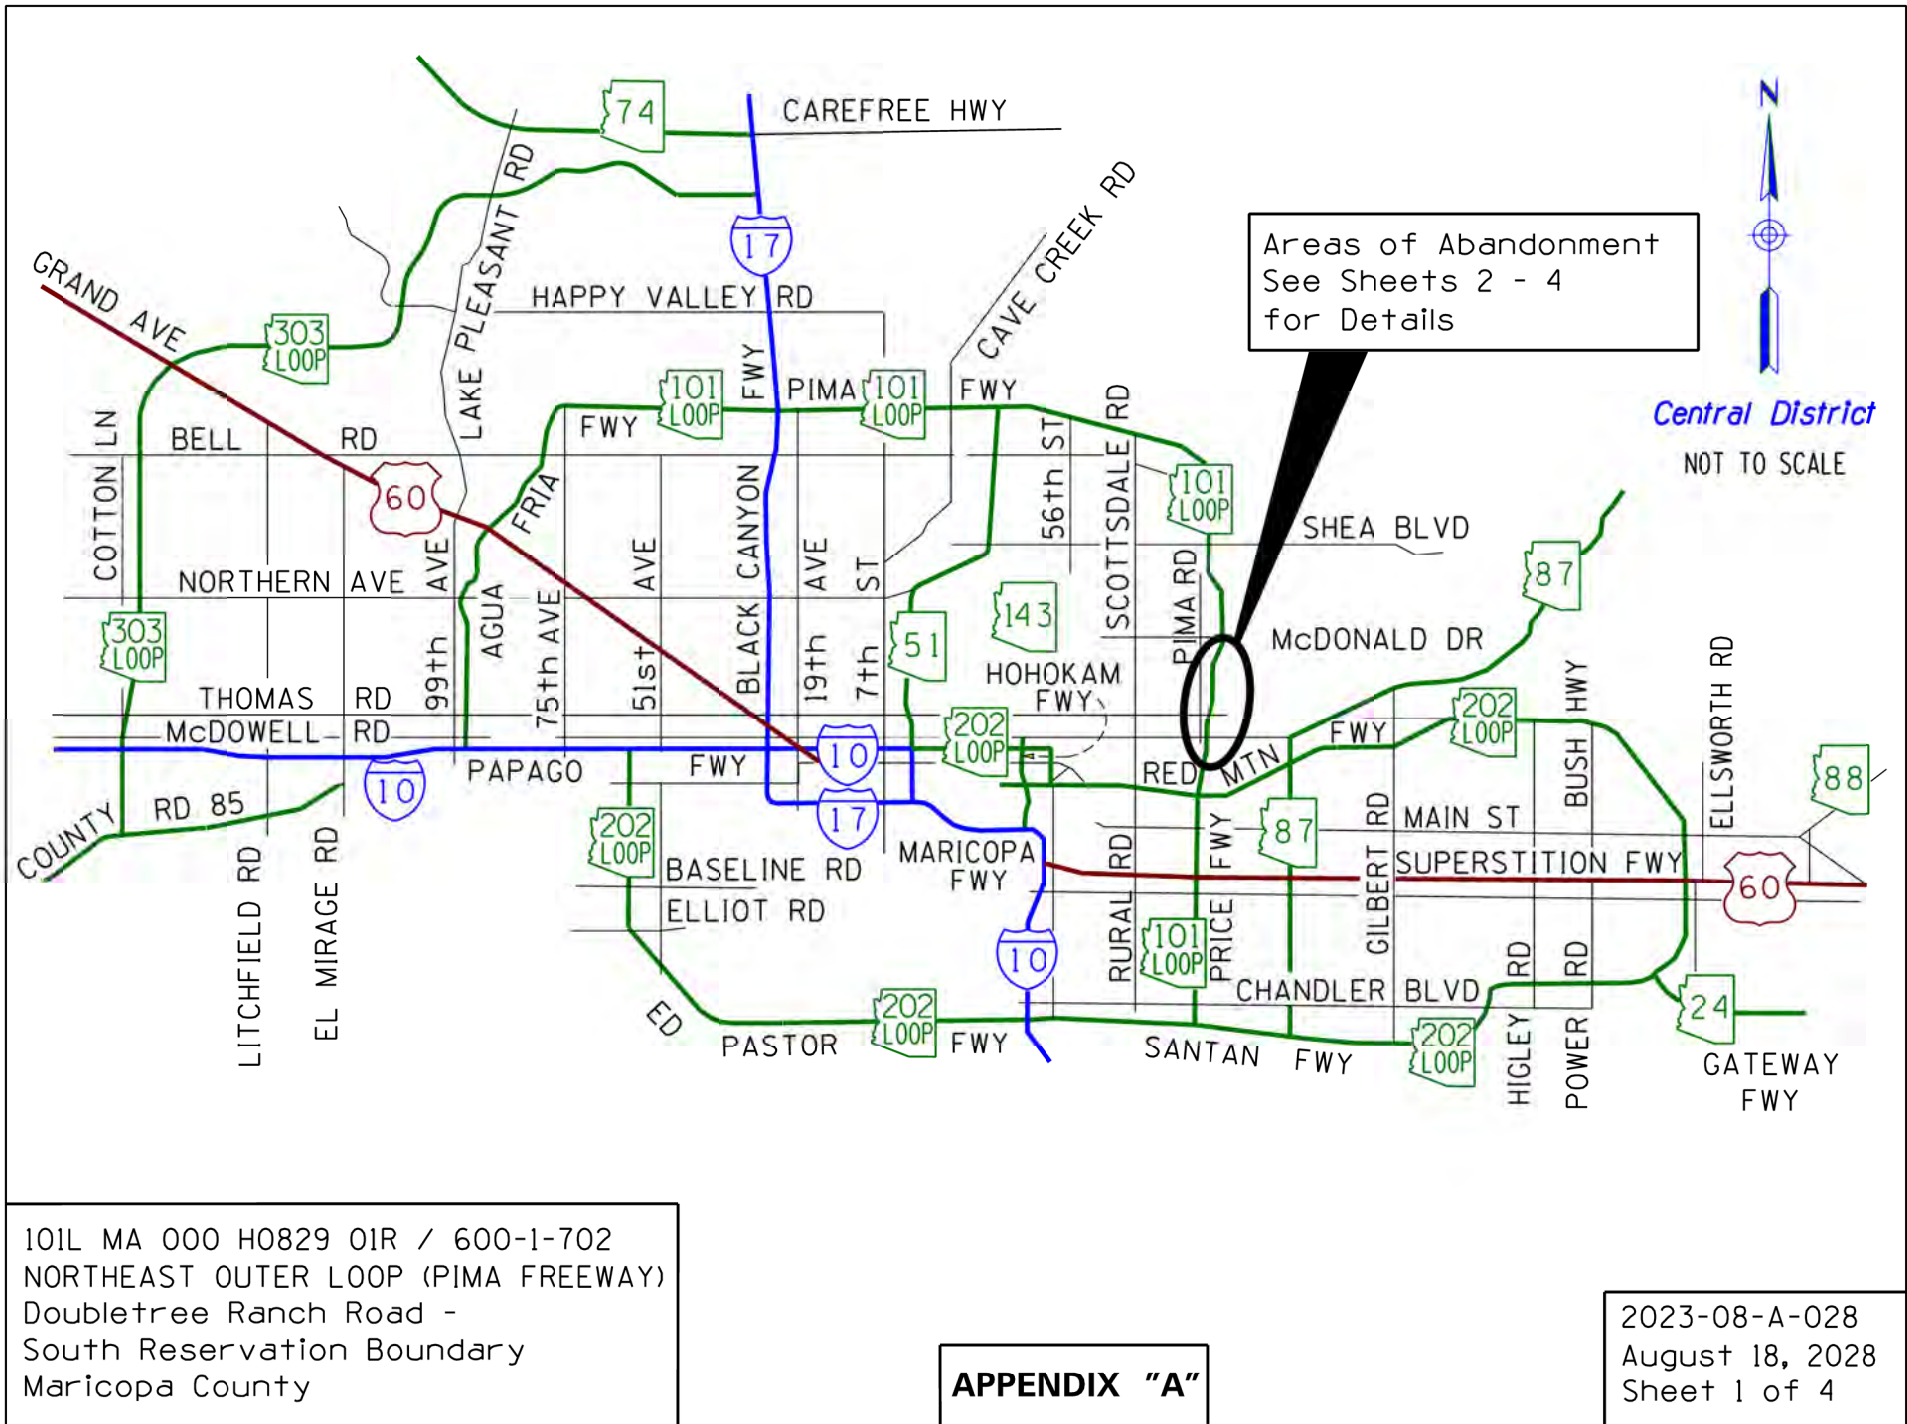 74
CAREFREE HWY
N
LAKE PLEASANT RD
17
CAVE CREEK RD
Areas of Abandonment
See Sheets 2 - 4
for Details
GRAND AVE
HAPPY VALLEY RD
303
LOOP
101
LOOP
FWY
PIMA
101
LOOP
FWY
FWY
Central District
NOT TO SCALE
COTTON LN
BELL RD
60
AGUA FRIA
BLACK CANYON
56th ST
SCOTTSDALE RD
101
LOOP
SHEA BLVD
87
NORTHERN AVE
99th AVE
75th AVE
51st AVE
19th AVE
7th ST
51
143
PIMA RD
McDONALD DR
303
LOOP
HOHOKAM
FWY
THOMAS RD
McDOWELL RD
202
LOOP
202
LOOP
BUSH HWY
ELLSWORTH RD
10
PAPAGO FWY
10
RED MTN FWY
88
COUNTY RD 85
17
202
LOOP
87
MAIN ST
MARICOPA
FWY
BASELINE RD
ELLIOT RD
SUPERSTITION FWY
60
LITCHFIELD RD
EL MIRAGE RD
RURAL RD
PRICE FWY
GILBERT RD
10
101
LOOP
CHANDLER BLVD
HIGLEY RD
POWER RD
24
ED PASTOR FWY
202
LOOP
SANTAN FWY
202
LOOP
GATEWAY
FWY
101L MA 000 H0829 01R / 600-1-702
NORTHEAST OUTER LOOP (PIMA FREEWAY)
Doubletree Ranch Road -
South Reservation Boundary
Maricopa County
APPENDIX "A"
2023-08-A-028
August 18, 2028
Sheet 1 of 4